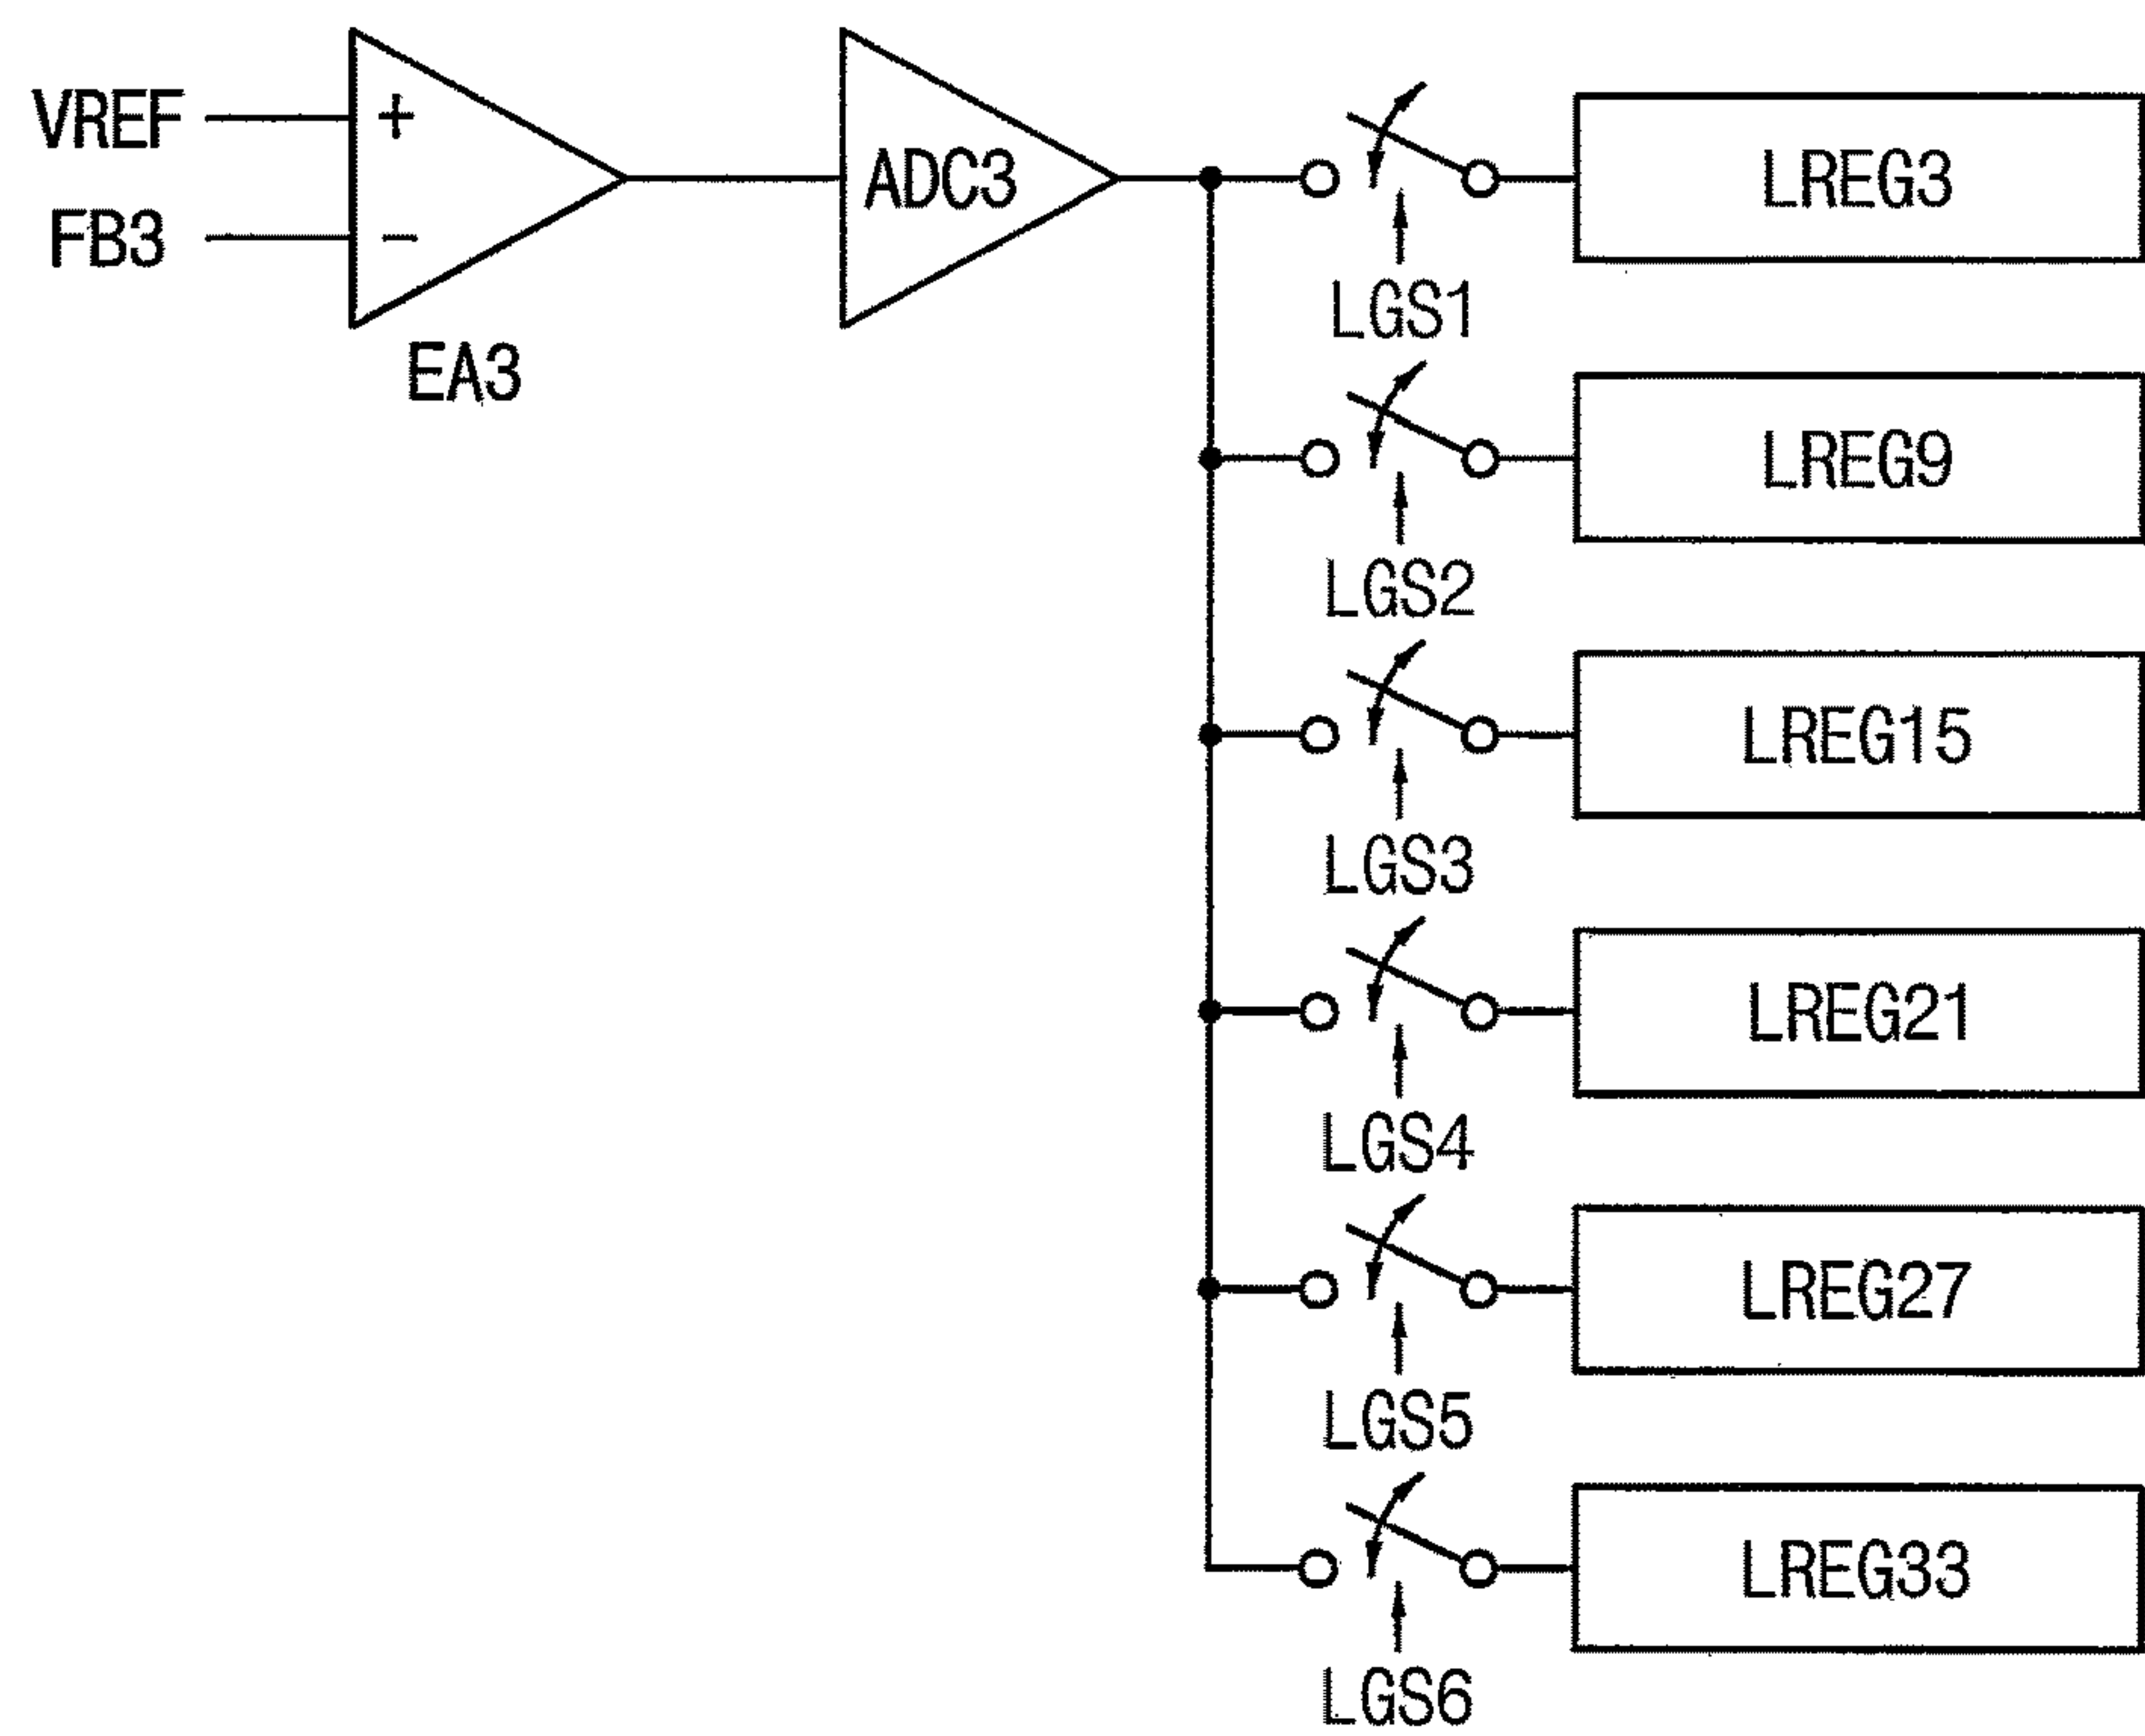 VREF
+
ADC3
LREG3
FB3
−
LGS1
EA3
LREG9
LGS2
LREG15
LGS3
LREG21
LGS4
LREG27
LGS5
LREG33
LGS6